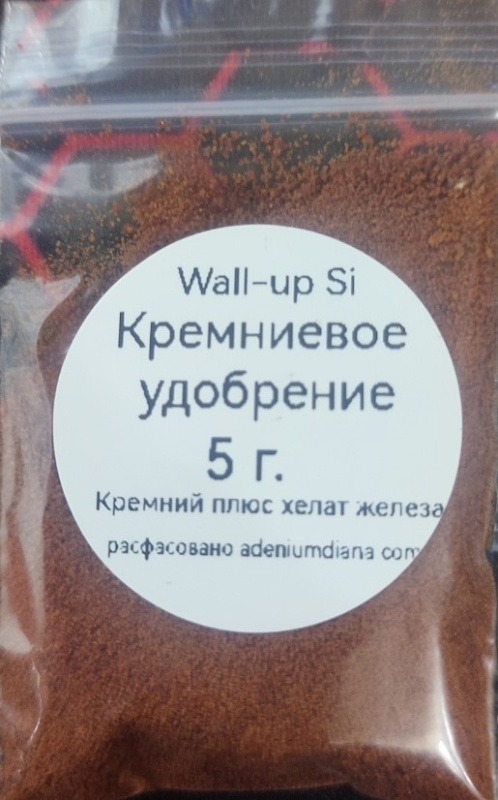 Wall-up Si
Кремниевое
удобрение
5 г.
Кремний плюс хелат железа
расфасовано adeniumdiana com